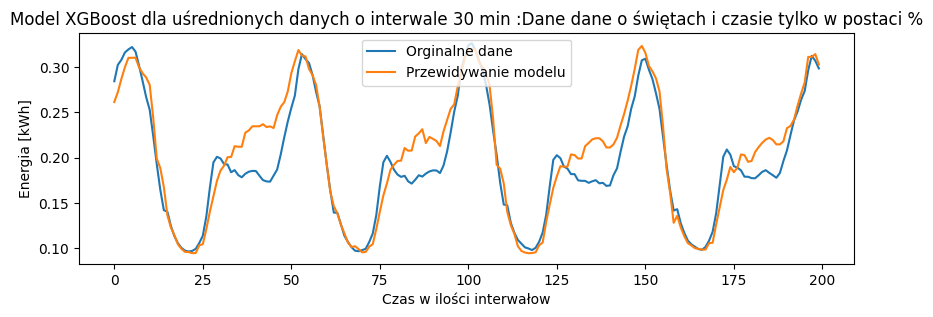 Model XGBoost dla uśrednionych danych o interwale 30 min :Dane dane o świętach i czasie tylko w postaci %
Orginalne dane
Przewidywanie modelu
Energia [kWh]
0.30
0.25
0.20
0.15
0.10
0 25 50 75 100 125 150 175 200
Czas w ilości interwałow